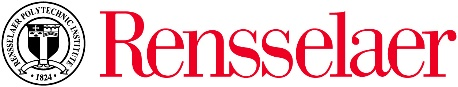 RENSSELAER POLYTECHNIC INSTITUTE
1824
Rensselaer